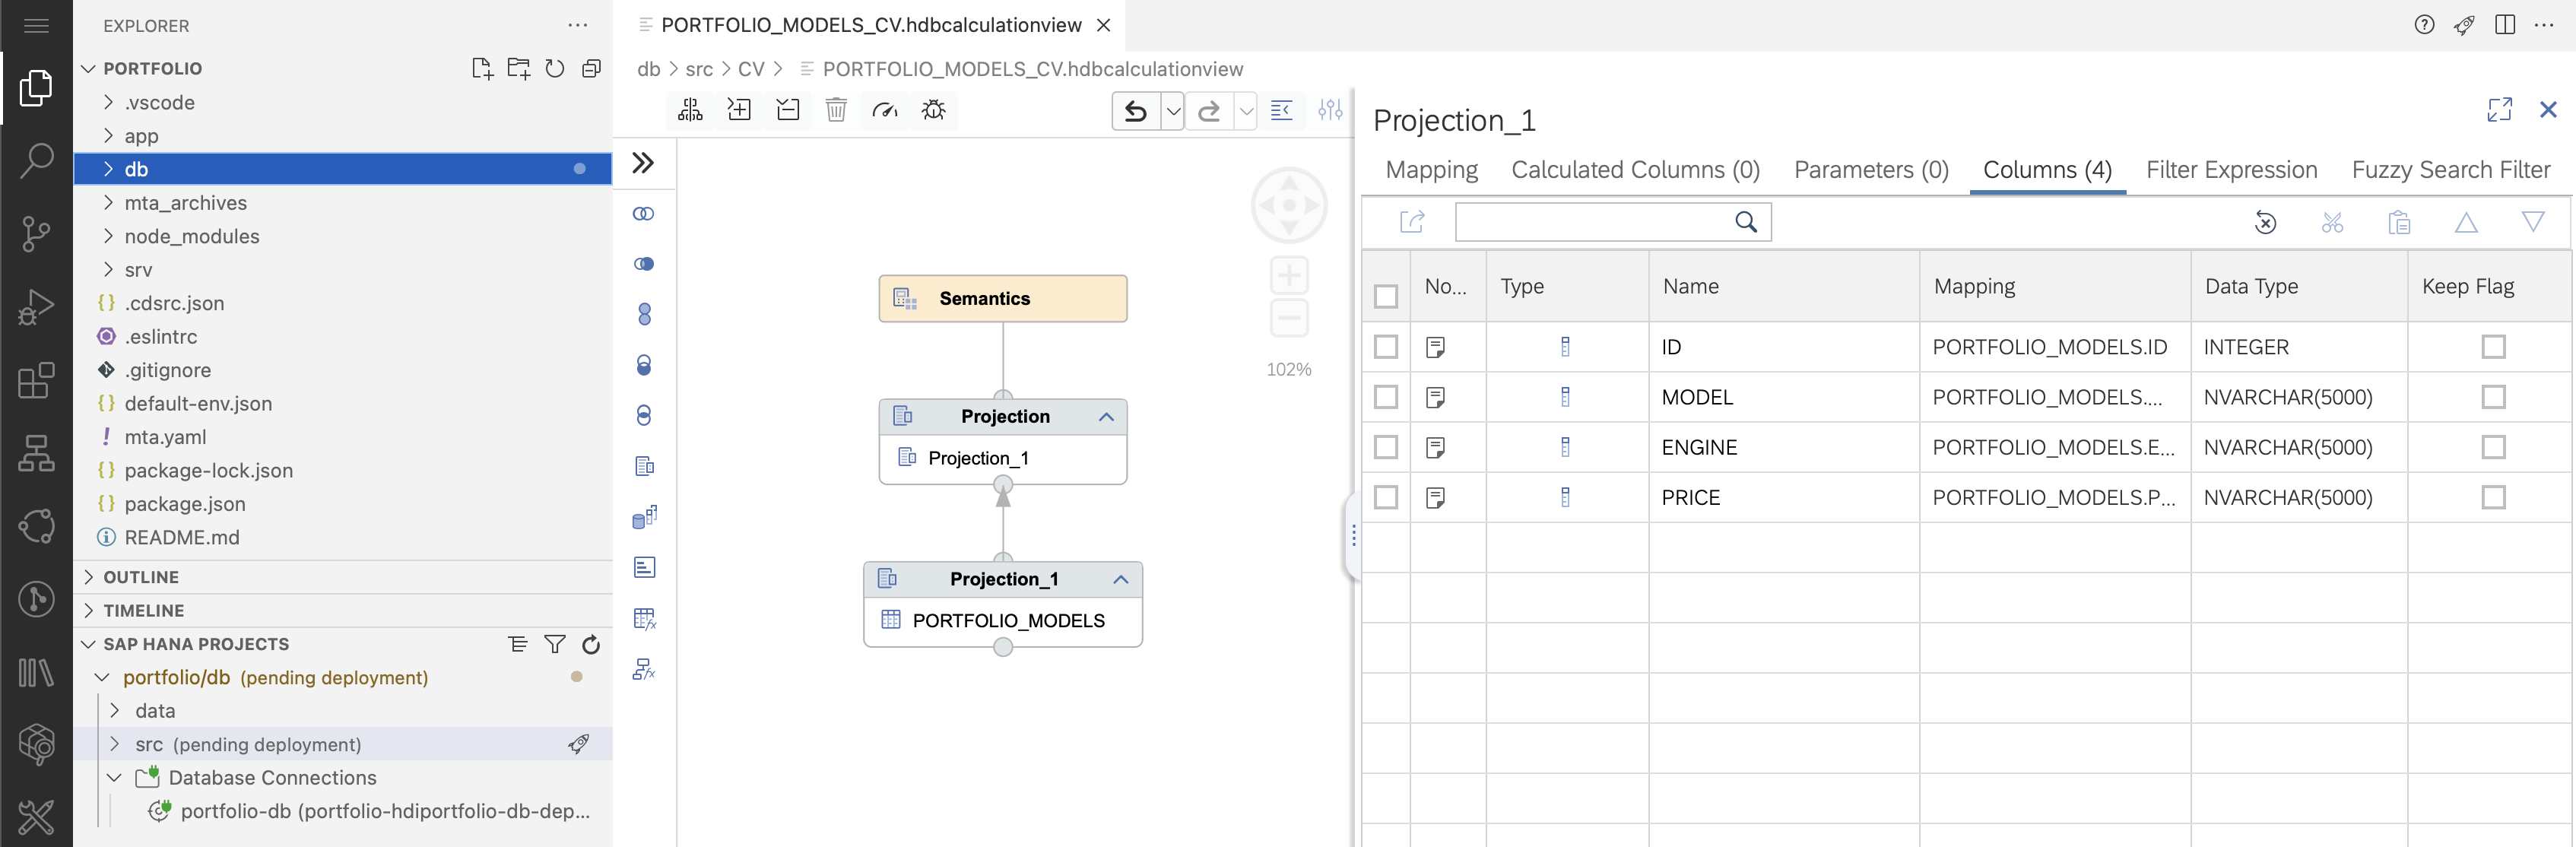 EXPLORER
PORTFOLIO
.vscode
app
db
mta_archives
node_modules
srv
.cdsrc.json
.eslintrc
.gitignore
default-env.json
mta.yaml
package-lock.json
package.json
README.md
OUTLINE
TIMELINE
SAP HANA PROJECTS
portfolio/db (pending deployment)
data
src (pending deployment)
Database Connections
portfolio-db (portfolio-hdiportfolio-db-dep...
PORTFOLIO_MODELS_CV.hdbcalculationview
db > src > CV > PORTFOLIO_MODELS_CV.hdbcalculationview
102%
Semantics
Projection
Projection_1
Projection_1
PORTFOLIO_MODELS
Projection_1
Mapping Calculated Columns (0) Parameters (0) Columns (4) Filter Expression Fuzzy Search Filter
No... Type Name Mapping Data Type Keep Flag
ID PORTFOLIO_MODELS.ID INTEGER
MODEL PORTFOLIO_MODELS.... NVARCHAR(5000)
ENGINE PORTFOLIO_MODELS.E... NVARCHAR(5000)
PRICE PORTFOLIO_MODELS.P... NVARCHAR(5000)